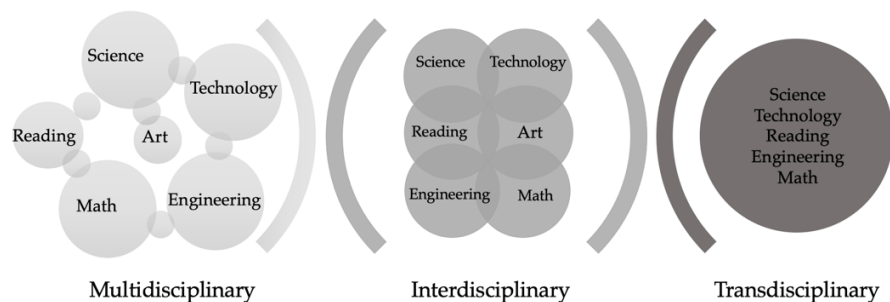 Science
Technology
Reading
Art
Math
Engineering
Multidisciplinary
Science
Technology
Reading
Art
Engineering
Math
Interdisciplinary
Science
Technology
Reading
Engineering
Math
Transdisciplinary